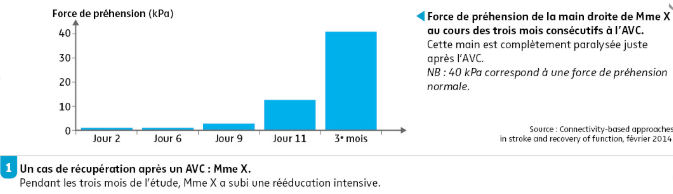 Force de préhension (kPa)
40
30
20
10
0
Jour 2
Jour 6
Jour 9
Jour 11
3e mois
Force de préhension de la main droite de Mme X
au cours des trois mois consécutifs à l'AVC.
Cette main est complètement paralysée juste
après l'AVC.
NB : 40 kPa correspond à une force de préhension
normale.
Source : Connectivity-based approaches
in stroke and recovery of function, février 2014
1 Un cas de récupération après un AVC : Mme X.
Pendant les trois mois de l'étude, Mme X a subi une rééducation intensive.